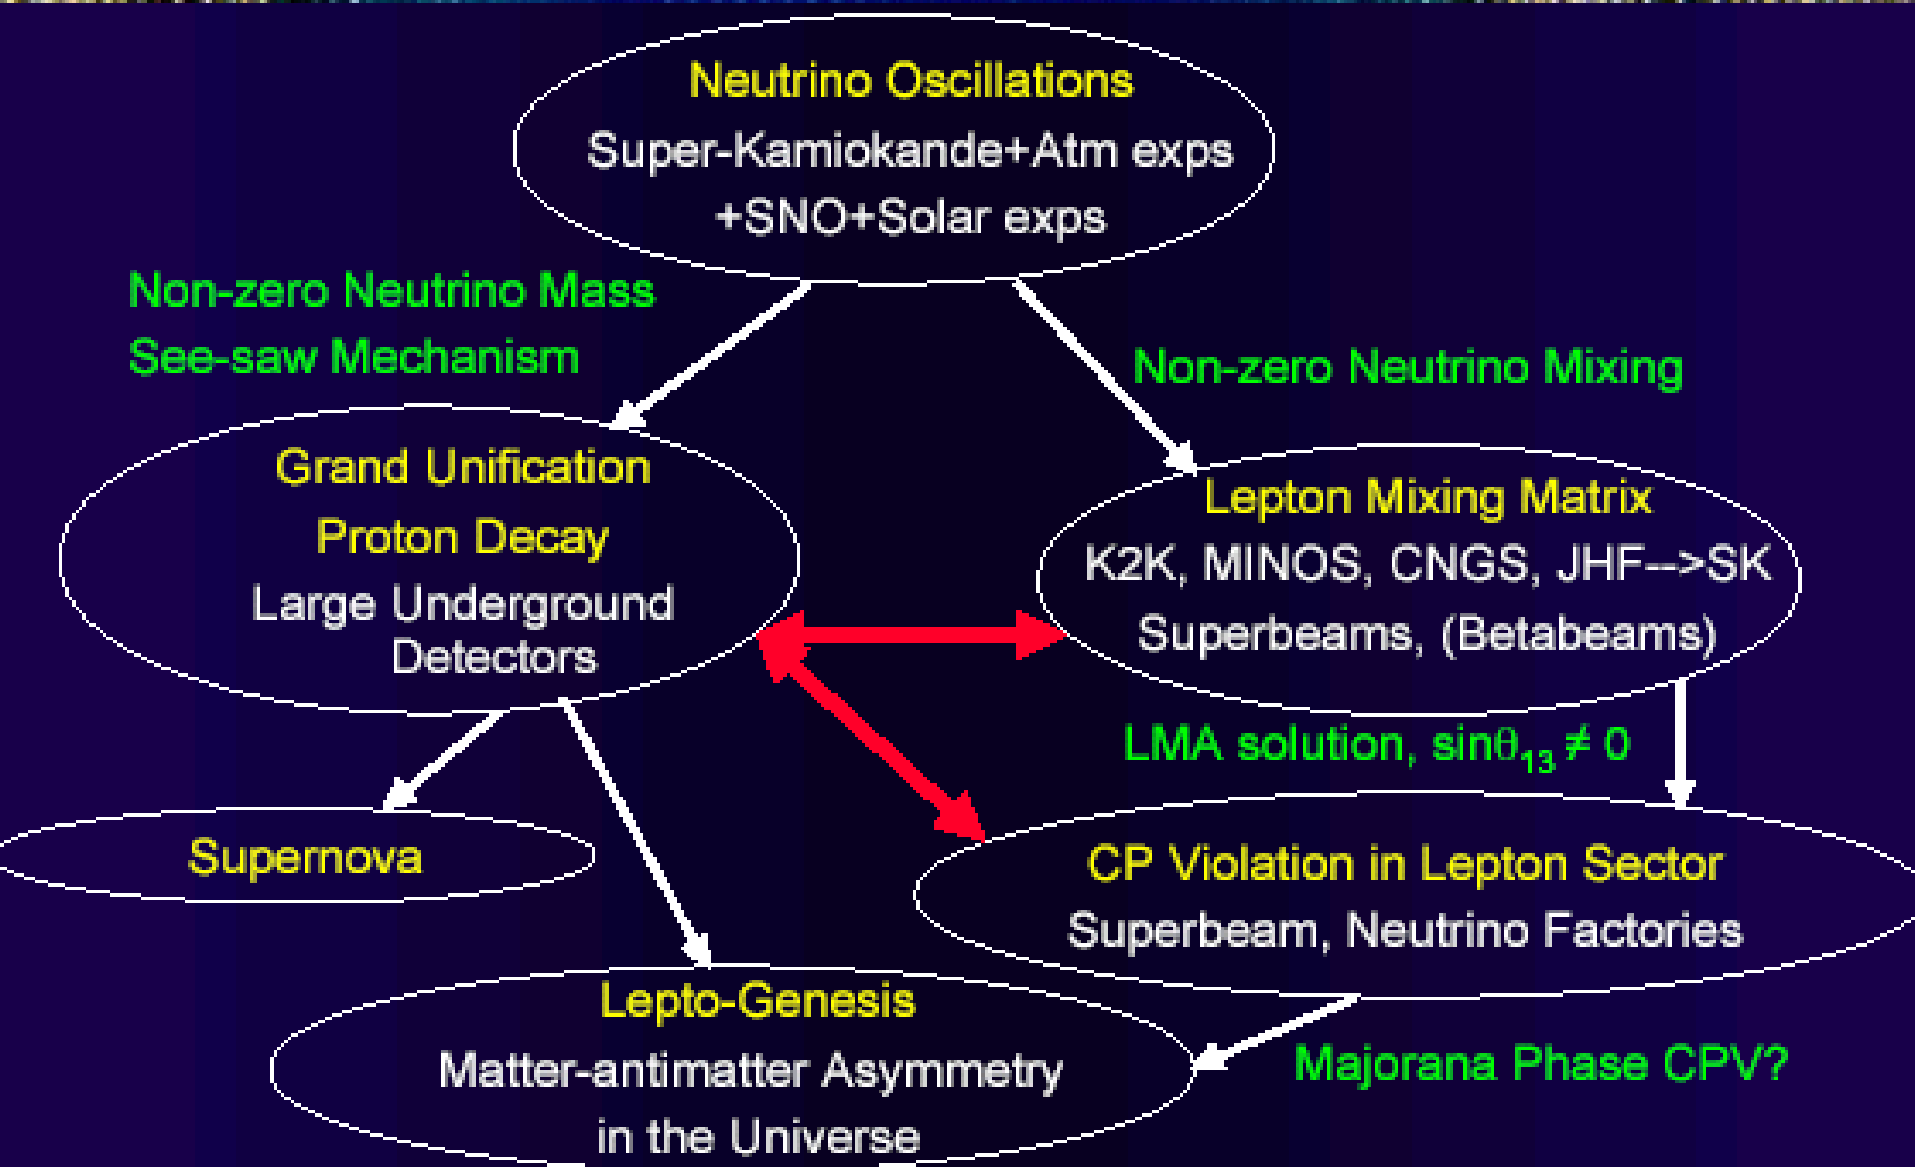 Neutrino Oscillations
Super-Kamiokande+Atm exps
+SNO+Solar exps
Non-zero Neutrino Mass
See-saw Mechanism
Non-zero Neutrino Mixing
Grand Unification
Proton Decay
Large Underground
Detectors
Lepton Mixing Matrix
K2K, MINOS, CNGS, JHF-->SK
Superbeams, (Betabeams)
LMA solution, sinθ₁₃ ≠ 0
Supernova
CP Violation in Lepton Sector
Superbeam, Neutrino Factories
Lepto-Genesis
Matter-antimatter Asymmetry
in the Universe
Majorana Phase CPV?